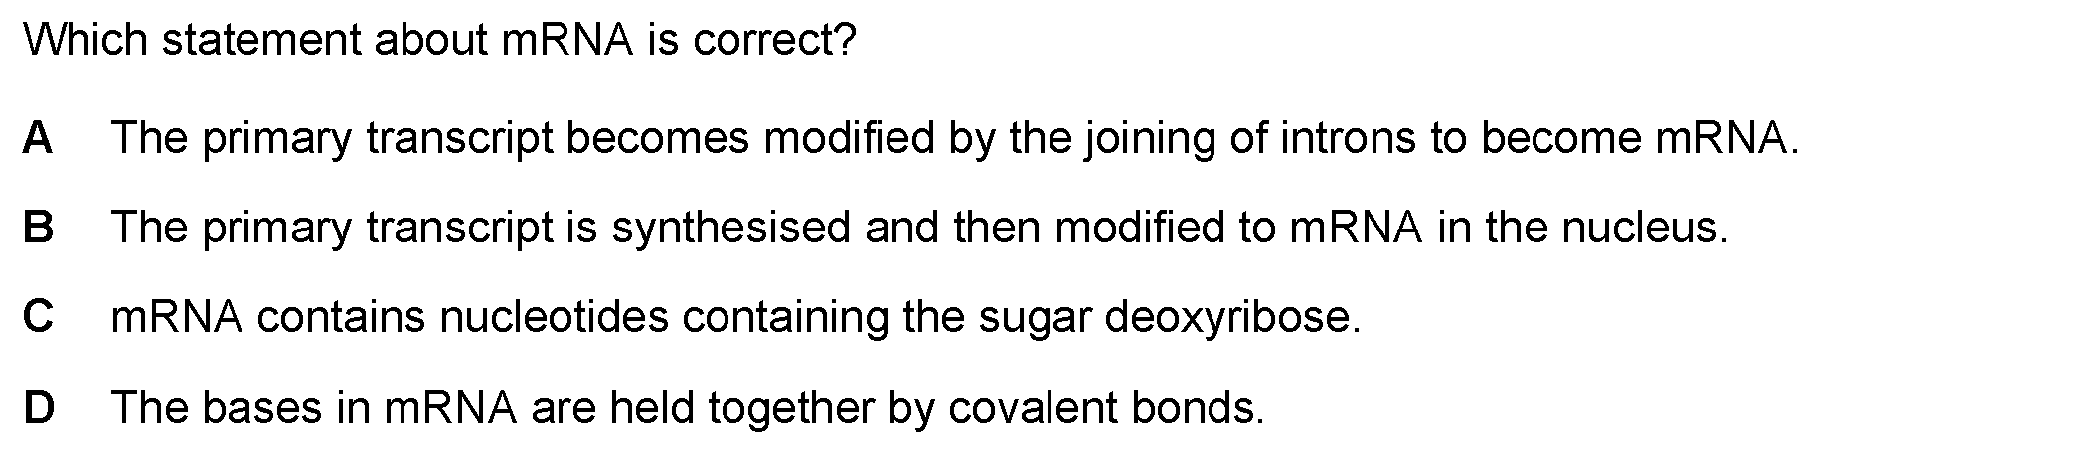 Which statement about mRNA is correct?
A The primary transcript becomes modified by the joining of introns to become mRNA.
B The primary transcript is synthesised and then modified to mRNA in the nucleus.
C mRNA contains nucleotides containing the sugar deoxyribose.
D The bases in mRNA are held together by covalent bonds.